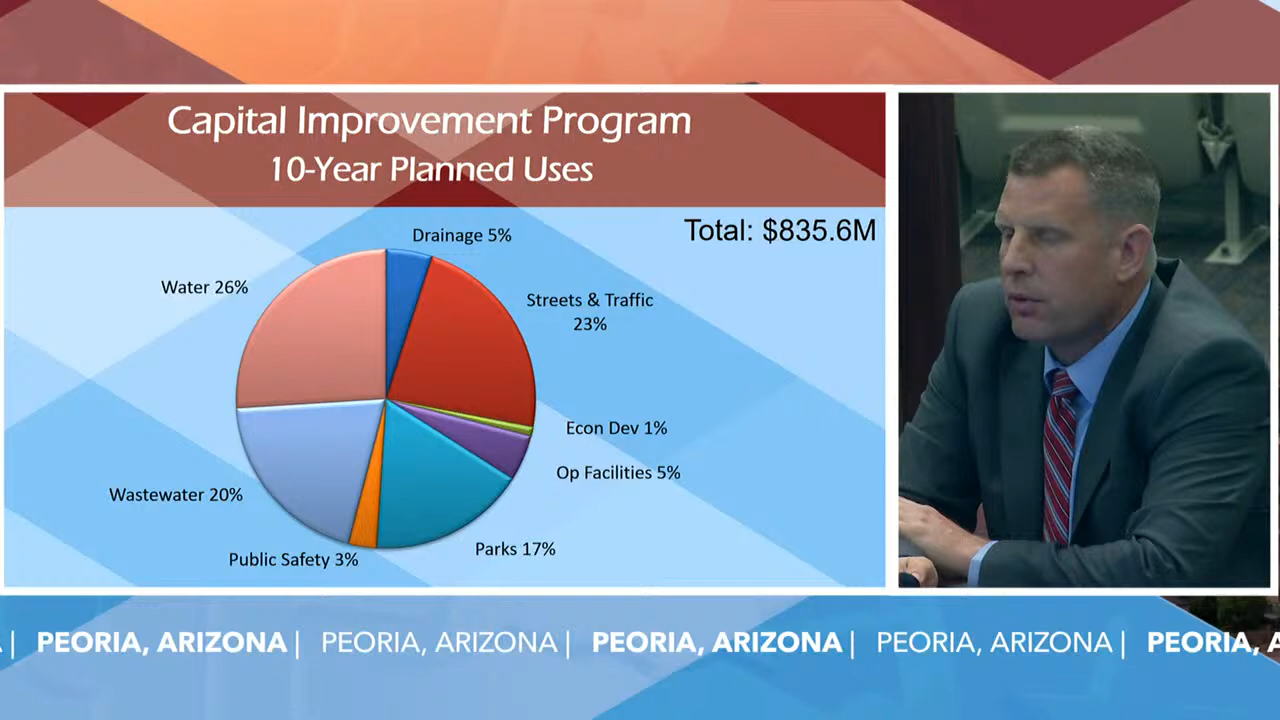 Capital Improvement Program
10-Year Planned Uses
Total: $835.6M
Drainage 5%
Water 26%
Streets & Traffic
23%
Econ Dev 1%
Op Facilities 5%
Wastewater 20%
Parks 17%
Public Safety 3%
| PEORIA, ARIZONA | PEORIA, ARIZONA | PEORIA, ARIZONA | PEORIA, ARIZONA | PEORIA, A